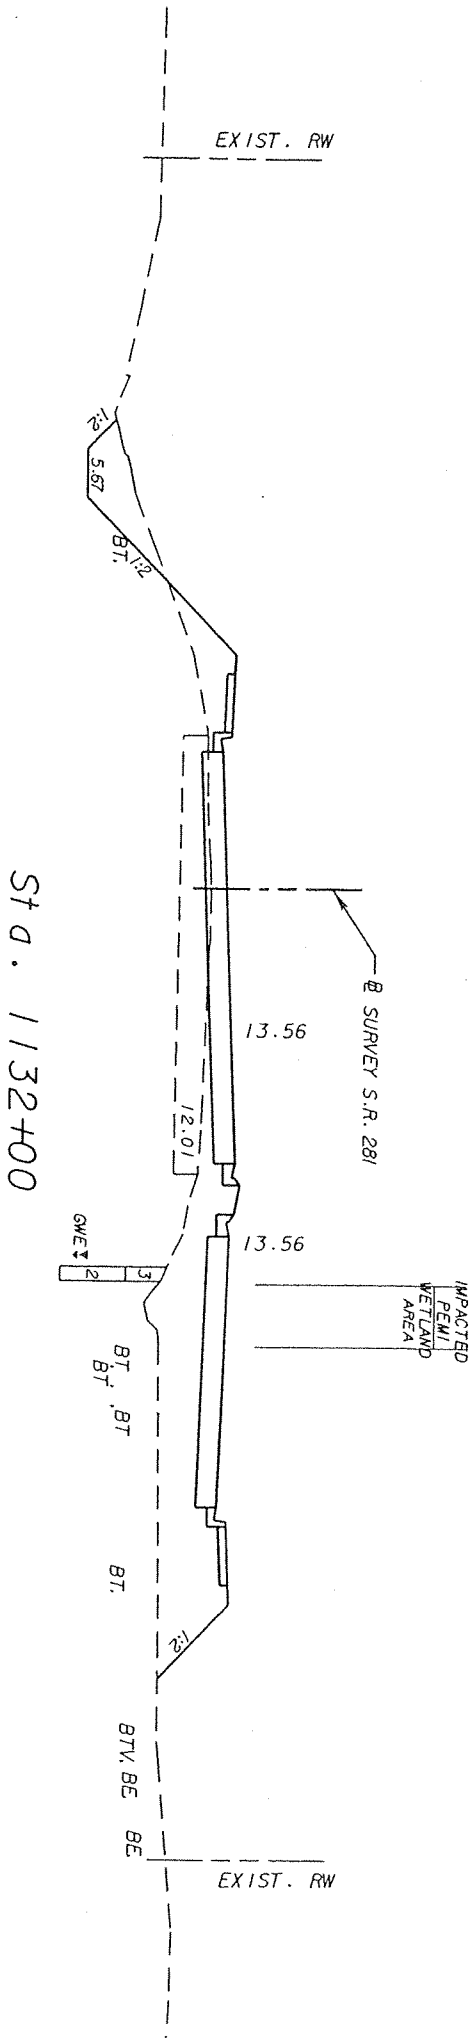 EXIST. RW
1:2
5.67
BT.
1:2
℄ SURVEY S.R. 281
13.56
12.01
13.56
Sta. 1132+00
GWE
2
3
IMPACTED
PEM1
WETLAND
AREA
BT.
BT.
BT
BT.
1:2
BTV. BE
BE
EXIST. RW